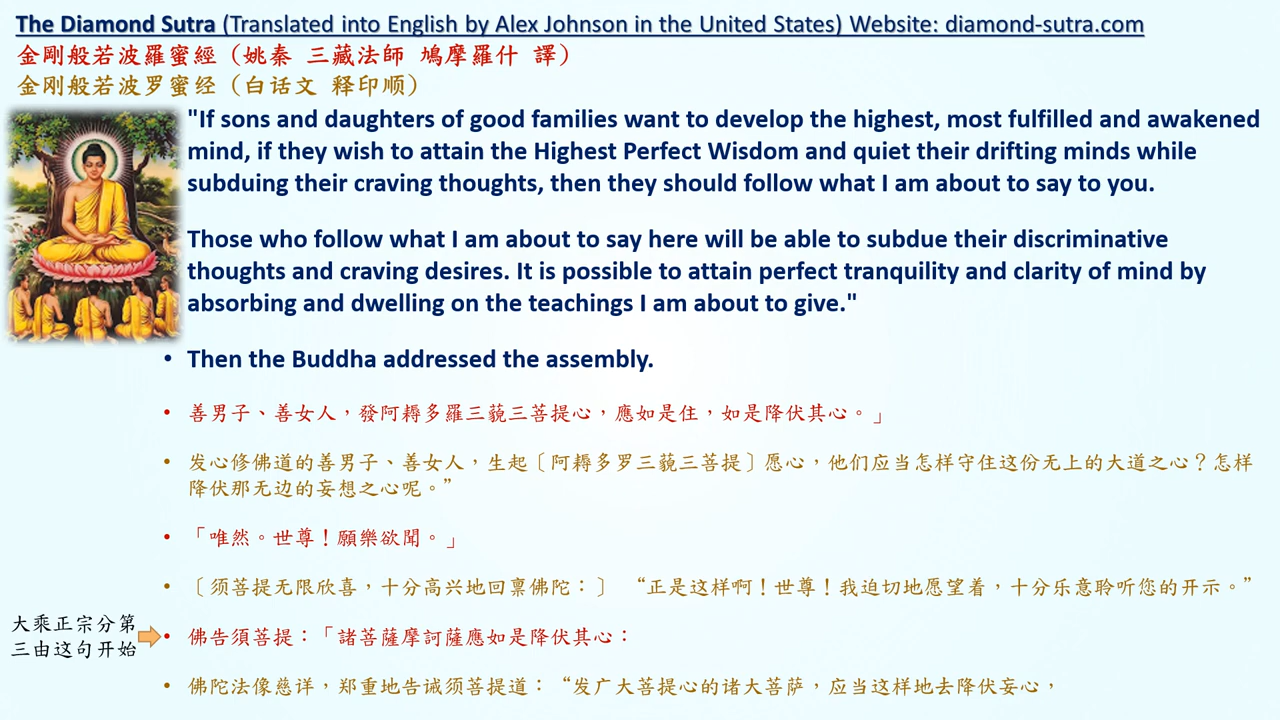 The Diamond Sutra (Translated into English by Alex Johnson in the United States) Website: diamond-sutra.com
金剛般若波羅蜜經（姚秦 三藏法師 鳩摩羅什 譯）
金刚般若波罗蜜经（白话文 释印顺）
"If sons and daughters of good families want to develop the highest, most fulfilled and awakened
mind, if they wish to attain the Highest Perfect Wisdom and quiet their drifting minds while
subduing their craving thoughts, then they should follow what I am about to say to you.
Those who follow what I am about to say here will be able to subdue their discriminative
thoughts and craving desires. It is possible to attain perfect tranquility and clarity of mind by
absorbing and dwelling on the teachings I am about to give."
• Then the Buddha addressed the assembly.
• 善男子、善女人，發阿耨多羅三藐三菩提心，應如是住，如是降伏其心。」
• 发心修佛道的善男子、善女人，生起〔阿耨多罗三藐三菩提〕愿心，他们应当怎样守住这份无上的大道之心？怎样
降伏那无边的妄想之心呢。”
• 「唯然。世尊！願樂欲聞。」
• 〔须菩提无限欣喜，十分高兴地回禀佛陀：〕 “正是这样啊！世尊！我迫切地愿望着，十分乐意聆听您的开示。”
大乘正宗分第
三由这句开始
• 佛告須菩提：「諸菩薩摩訶薩應如是降伏其心：
• 佛陀法像慈详，郑重地告诫须菩提道：“发广大菩提心的诸大菩萨，应当这样地去降伏妄心，